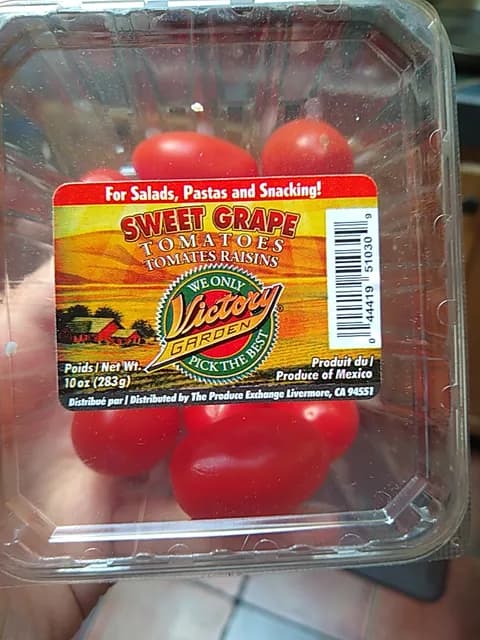 For Salads, Pastas and Snacking!
SWEET GRAPE
TOMATOES
TOMATES RAISINS
WE ONLY
Victory®
GARDEN
PICK THE BEST
Poids / Net Wt.
10 oz (283g)
Produit du /
Produce of Mexico
Distribué par / Distributed by The Produce Exchange Livermore, CA 94551
0 44419 51030 9